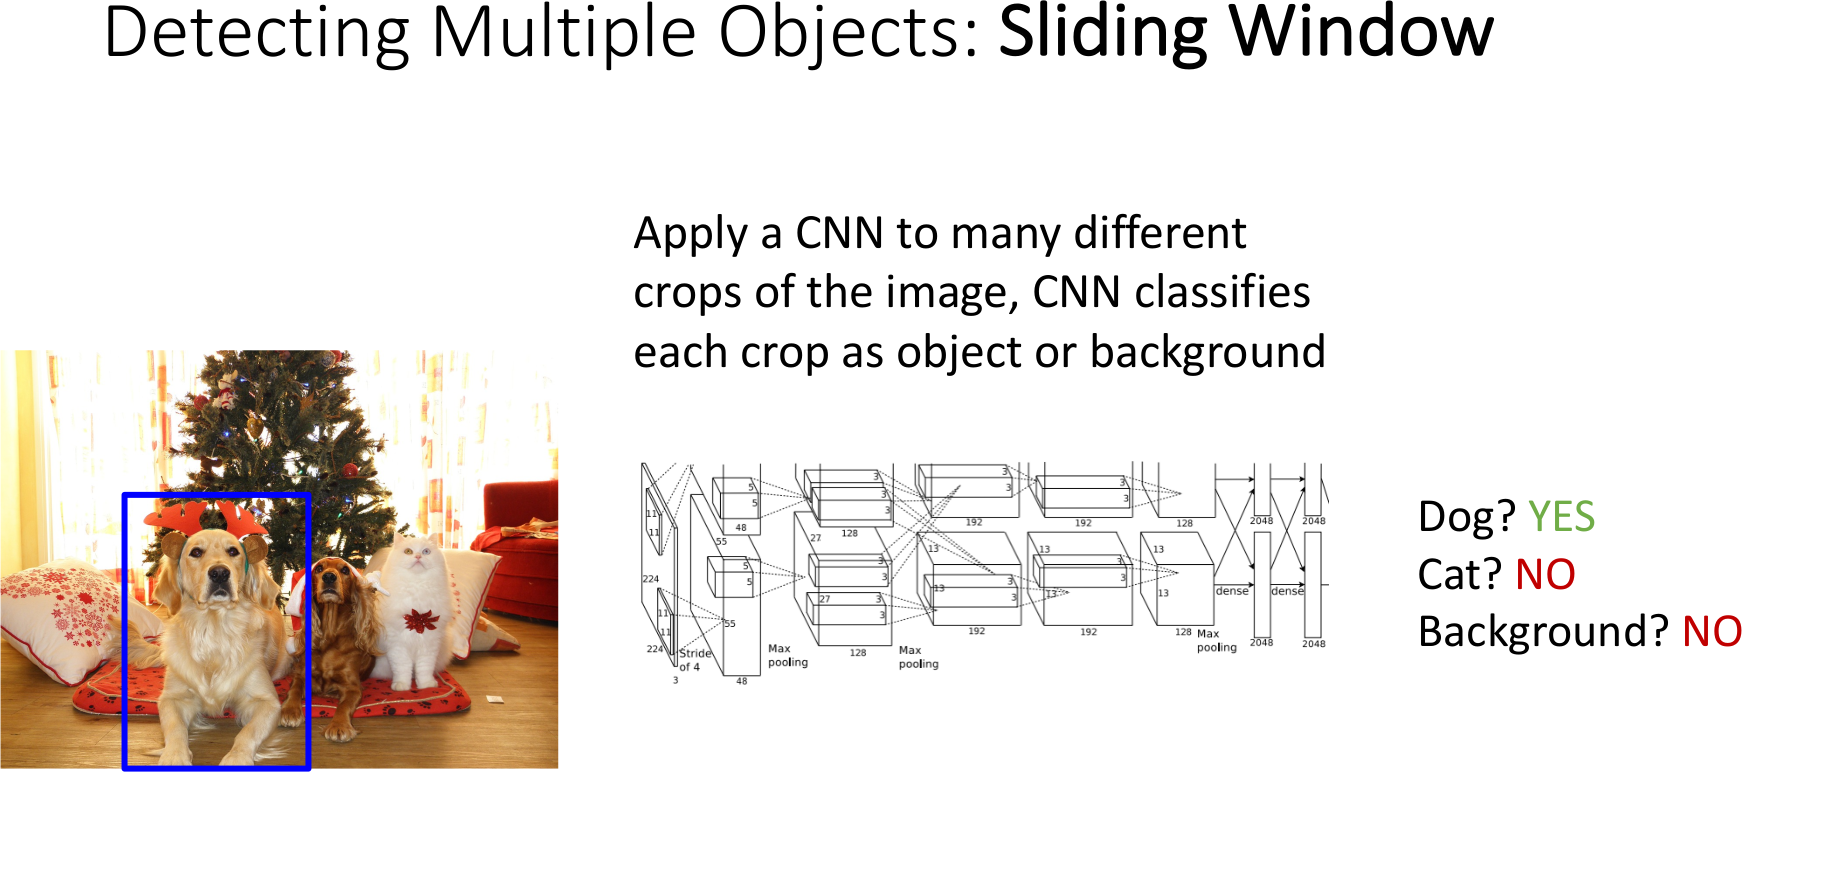 Detecting Multiple Objects: Sliding Window
Apply a CNN to many different
crops of the image, CNN classifies
each crop as object or background
11
11
224
11
11
224
3
Stride
of 4
5
5
48
55
5
5
55
48
Max
pooling
3
3
3
128
27
3
3
27
3
3
128
Max
pooling
3
3
192
13
3
3
13
192
3
3
192
13
3
3
13
192
128
13
13
128
Max
pooling
dense
dense
2048
2048
2048
2048
Dog? YES
Cat? NO
Background? NO